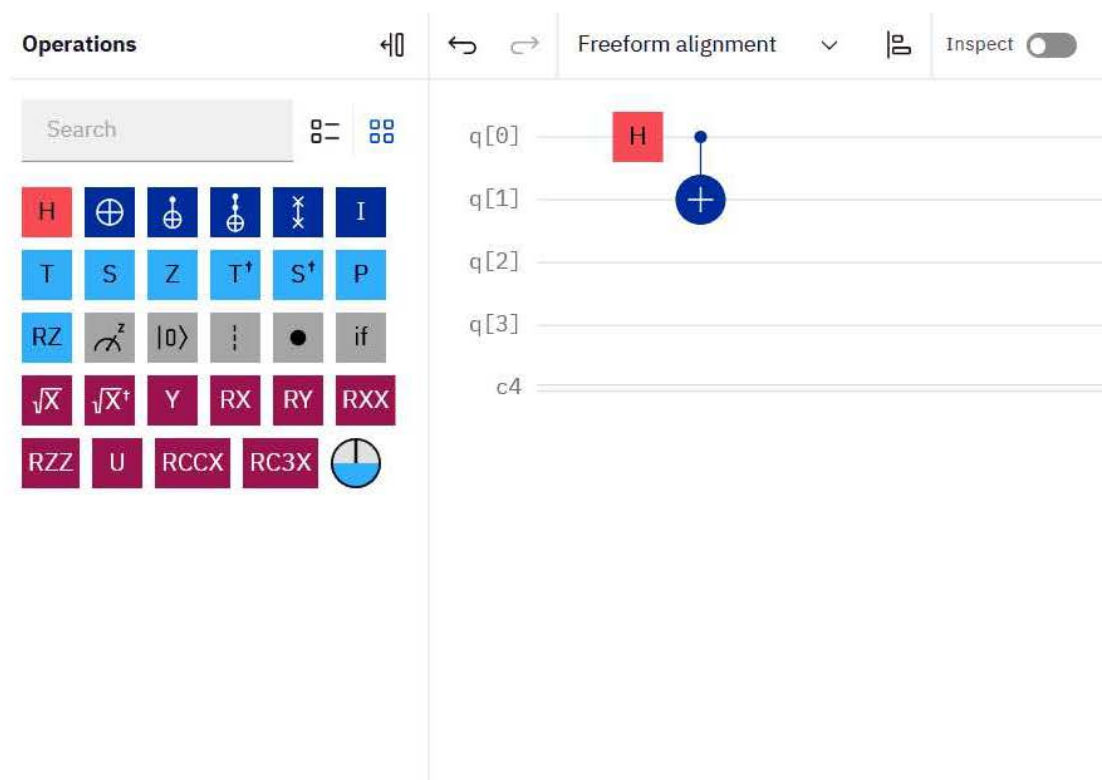 Operations
Freeform alignment
Inspect
Search
H I
T S Z T† S† P
RZ z |0⟩ if
√X √X† Y RX RY RXX
RZZ U RCCX RC3X
q[0] H
q[1]
q[2]
q[3]
c4